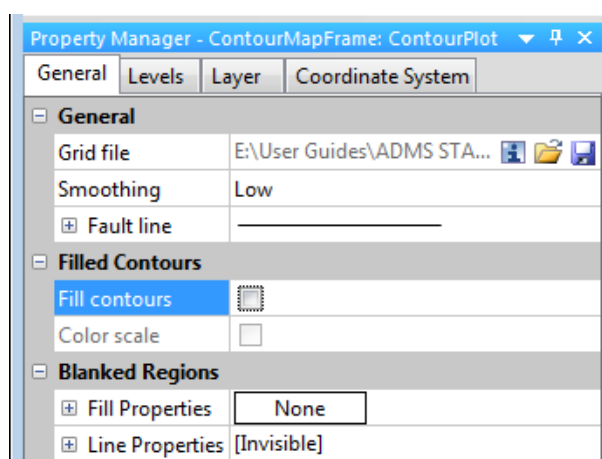 Property Manager - ContourMapFrame: ContourPlot
General Levels Layer Coordinate System
General
Grid file E:\User Guides\ADMS STA...
Smoothing Low
Fault line
Filled Contours
Fill contours
Color scale
Blanked Regions
Fill Properties None
Line Properties [Invisible]